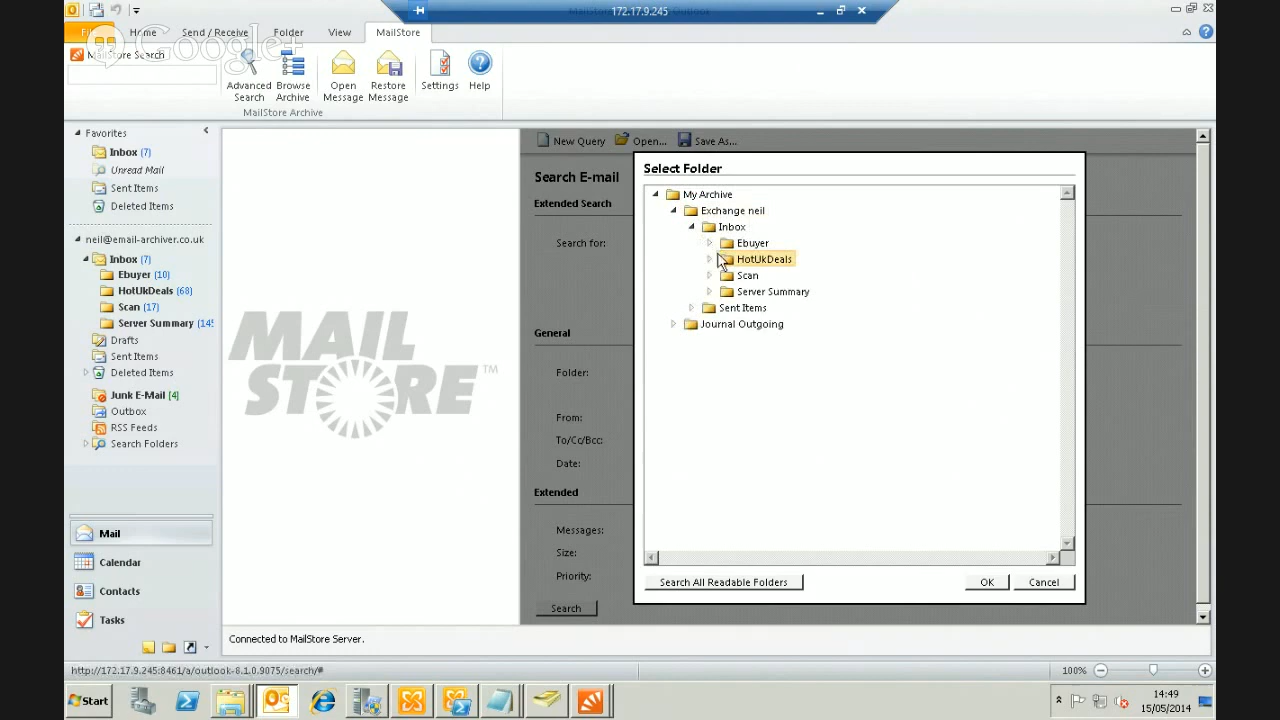 172.17.9.245
Home Send / Receive Folder View MailStore
Google+
MailStore Search
Advanced Search
Browse Archive
Open Message
Restore Message
Settings
Help
MailStore Archive
Favorites
Inbox (7)
Unread Mail
Sent Items
Deleted Items
neil@email-archiver.co.uk
Inbox (7)
Ebuyer (10)
HotUkDeals (68)
Scan (17)
Server Summary (145
Drafts
Sent Items
Deleted Items
Junk E-Mail [4]
Outbox
RSS Feeds
Search Folders
Mail
Calendar
Contacts
Tasks
MAIL
STORE™
New Query Open... Save As...
Search E-mail
Extended Search
Search for:
General
Folder:
From:
To/Cc/Bcc:
Date:
Extended
Messages:
Size:
Priority:
Search
Select Folder
My Archive
Exchange neil
Inbox
Ebuyer
HotUkDeals
Scan
Server Summary
Sent Items
Journal Outgoing
Search All Readable Folders OK Cancel
Connected to MailStore Server.
http://172.17.9.245:8461/a/outlook-8.1.0.9075/search/#
100%
Start
14:49
15/05/2014